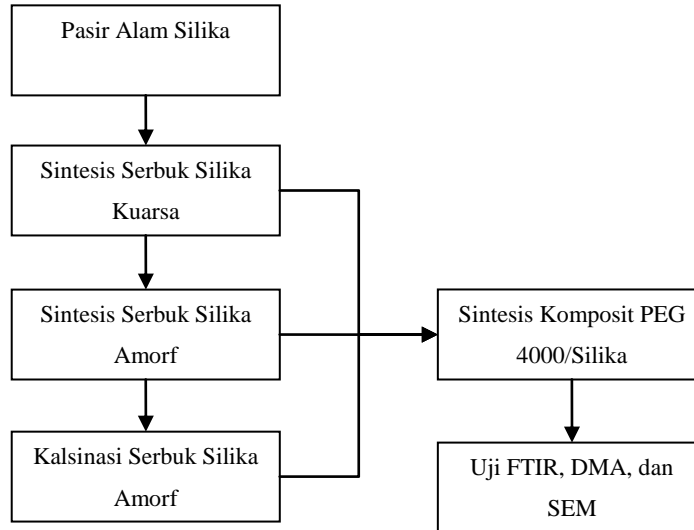 Pasir Alam Silika
Sintesis Serbuk Silika
Kuarsa
Sintesis Serbuk Silika
Amorf
Kalsinasi Serbuk Silika
Amorf
Sintesis Komposit PEG
4000/Silika
Uji FTIR, DMA, dan
SEM